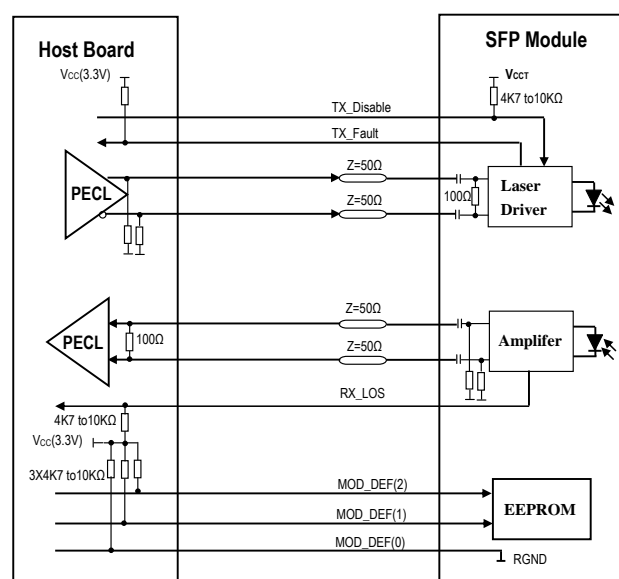 Host Board
SFP Module
Vcc(3.3V)
VCCT
4K7 to10KΩ
TX_Disable
TX_Fault
Z=50Ω
PECL
100Ω
Laser
Driver
Z=50Ω
Z=50Ω
PECL
100Ω
Amplifer
Z=50Ω
RX_LOS
4K7 to10KΩ
Vcc(3.3V)
3X4K7 to10KΩ
MOD_DEF(2)
EEPROM
MOD_DEF(1)
MOD_DEF(0)
RGND